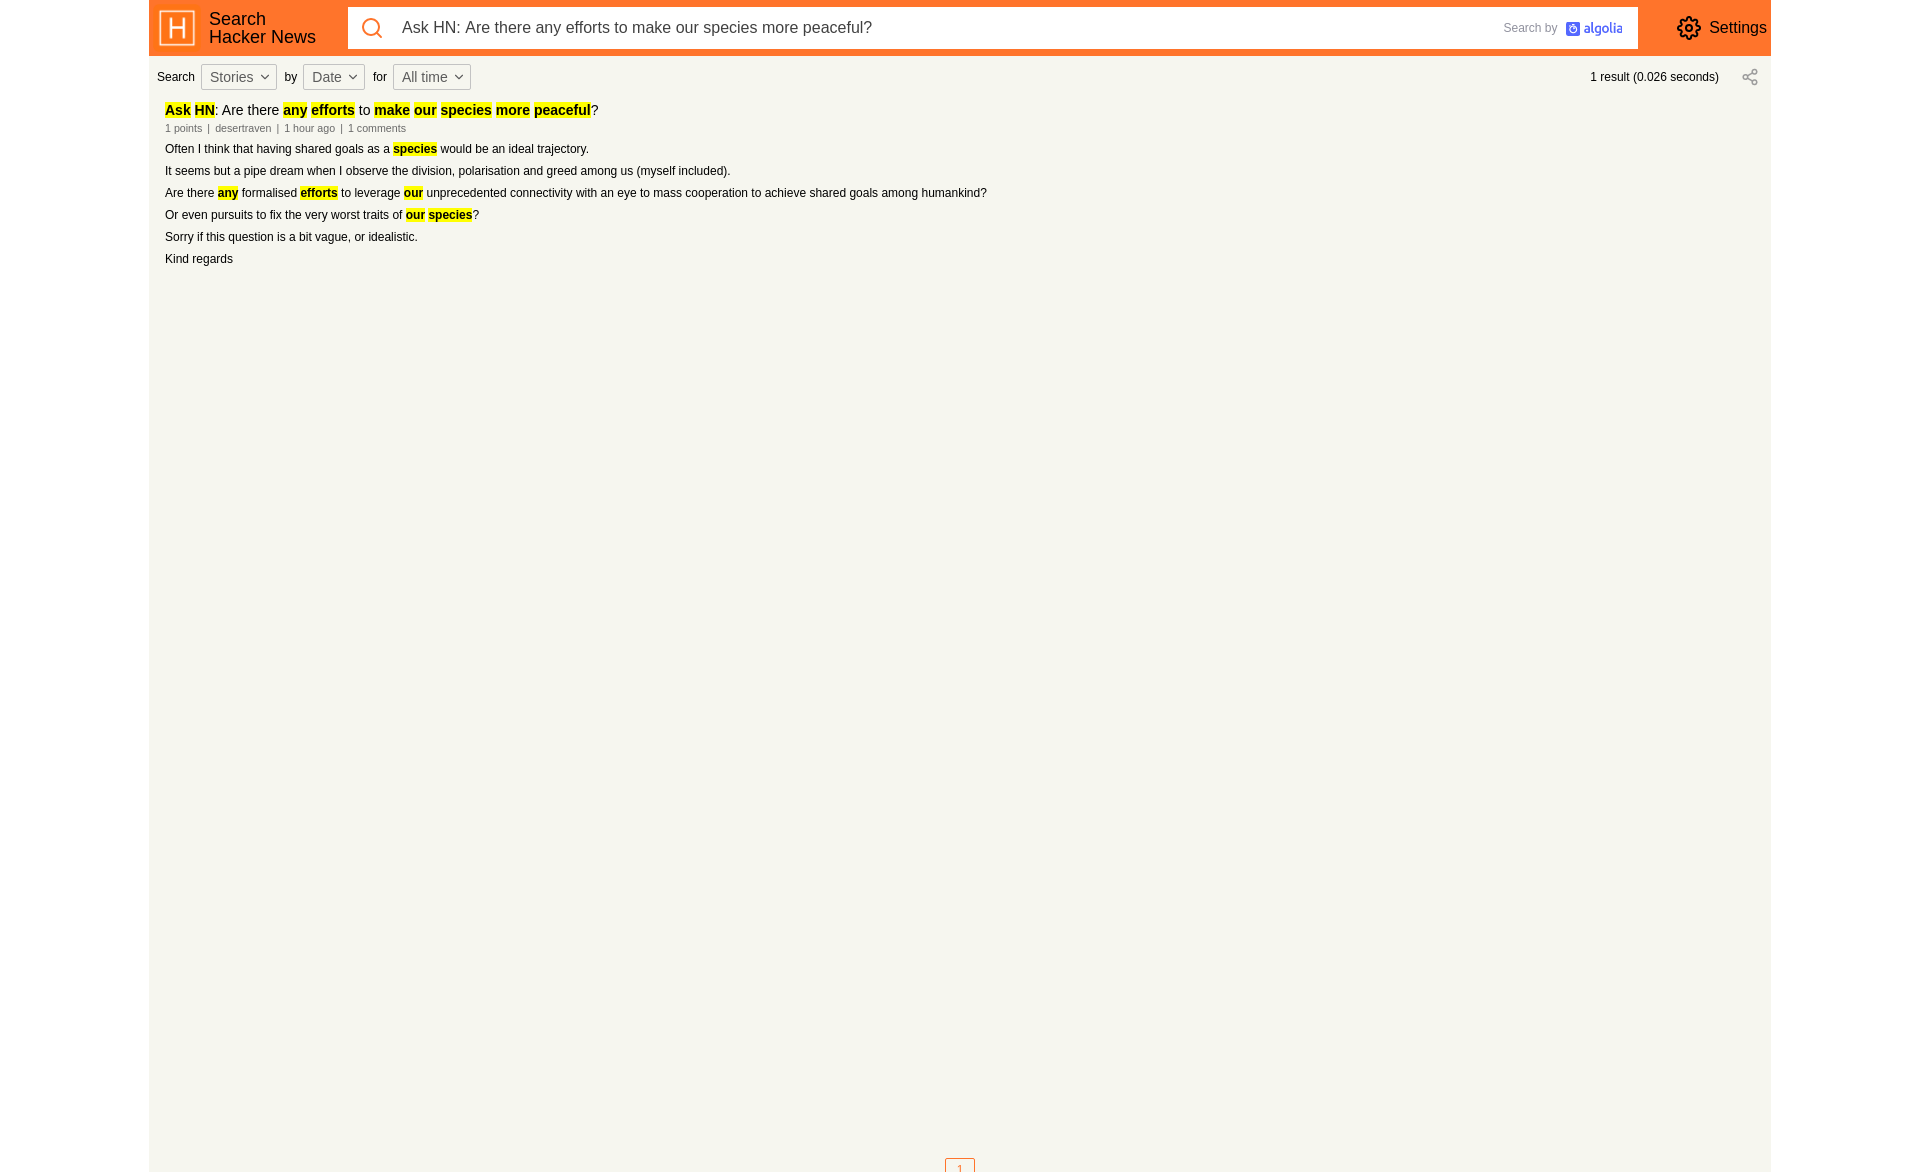 H
Search
Hacker News
Ask HN: Are there any efforts to make our species more peaceful?
Search by algolia
Settings
Search Stories by Date for All time
1 result (0.026 seconds)
Ask HN: Are there any efforts to make our species more peaceful?
1 points | desertraven | 1 hour ago | 1 comments
Often I think that having shared goals as a species would be an ideal trajectory.
It seems but a pipe dream when I observe the division, polarisation and greed among us (myself included).
Are there any formalised efforts to leverage our unprecedented connectivity with an eye to mass cooperation to achieve shared goals among humankind?
Or even pursuits to fix the very worst traits of our species?
Sorry if this question is a bit vague, or idealistic.
Kind regards
1